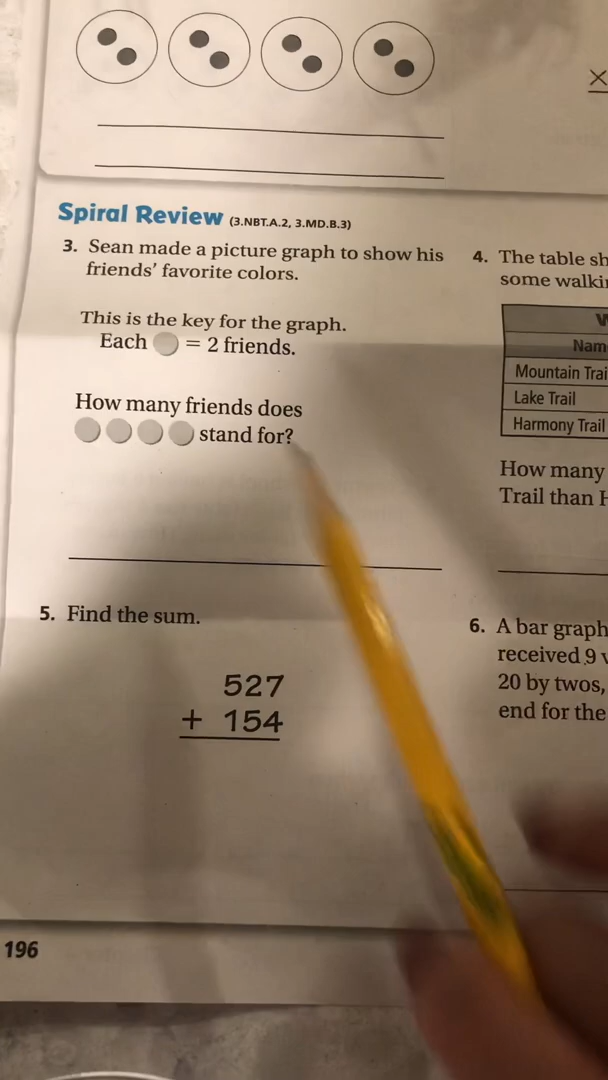 ×
Spiral Review (3.NBT.A.2, 3.MD.B.3)
3. Sean made a picture graph to show his
friends' favorite colors.
This is the key for the graph.
Each = 2 friends.
How many friends does
stand for?
4. The table sh
some walki
Nam
Mountain Trai
Lake Trail
Harmony Trail
How many
Trail than
5. Find the sum.
527
+ 154
6. A bar graph
received 9
20 by twos,
end for the
196